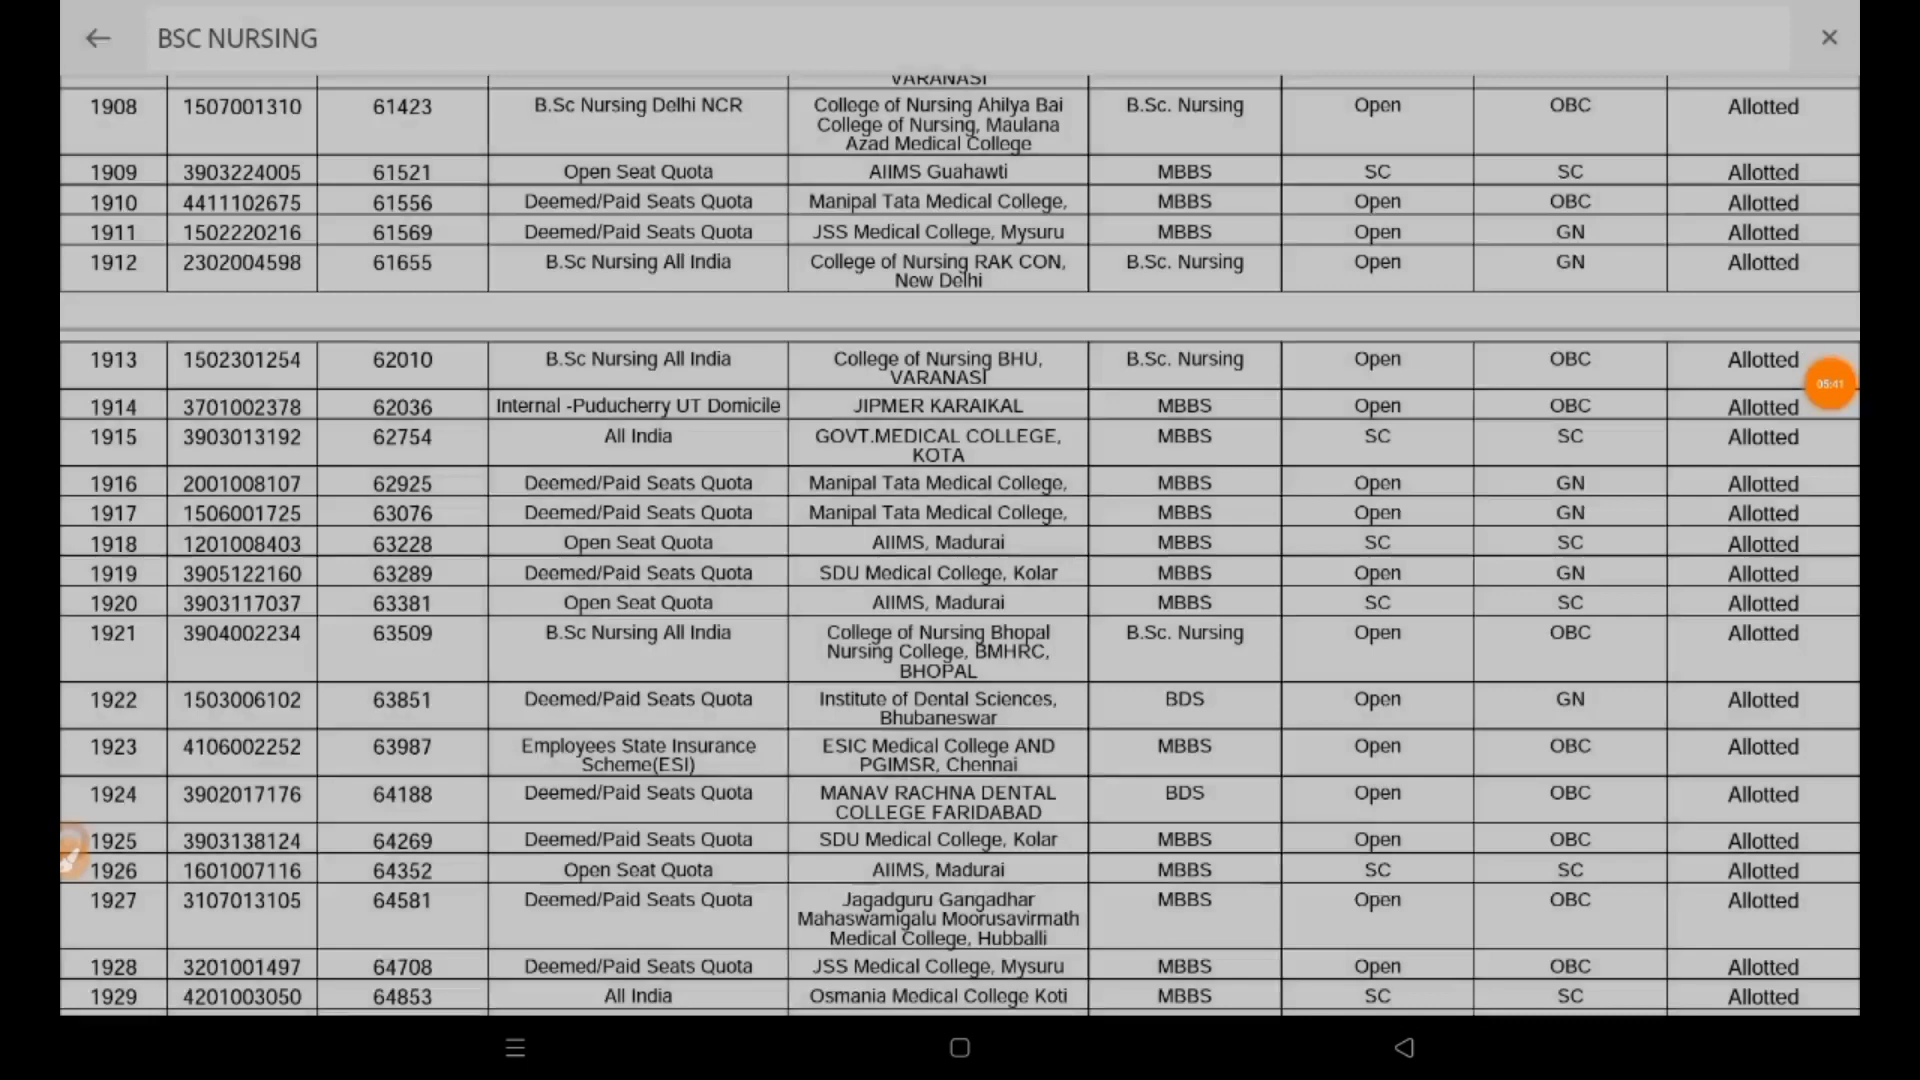 BSC NURSING
VARANASI
1908 1507001310 61423 B.Sc Nursing Delhi NCR College of Nursing Ahilya Bai B.Sc. Nursing Open OBC Allotted
College of Nursing, Maulana
Azad Medical College
1909 3903224005 61521 Open Seat Quota AIIMS Guahawti MBBS SC SC Allotted
1910 4411102675 61556 Deemed/Paid Seats Quota Manipal Tata Medical College, MBBS Open OBC Allotted
1911 1502220216 61569 Deemed/Paid Seats Quota JSS Medical College, Mysuru MBBS Open GN Allotted
1912 2302004598 61655 B.Sc Nursing All India College of Nursing RAK CON, B.Sc. Nursing Open GN Allotted
New Delhi
1913 1502301254 62010 B.Sc Nursing All India College of Nursing BHU, B.Sc. Nursing Open OBC Allotted
VARANASI
05:41
1914 3701002378 62036 Internal -Puducherry UT Domicile JIPMER KARAIKAL MBBS Open OBC Allotted
1915 3903013192 62754 All India GOVT.MEDICAL COLLEGE, MBBS SC SC Allotted
KOTA
1916 2001008107 62925 Deemed/Paid Seats Quota Manipal Tata Medical College, MBBS Open GN Allotted
1917 1506001725 63076 Deemed/Paid Seats Quota Manipal Tata Medical College, MBBS Open GN Allotted
1918 1201008403 63228 Open Seat Quota AIIMS, Madurai MBBS SC SC Allotted
1919 3905122160 63289 Deemed/Paid Seats Quota SDU Medical College, Kolar MBBS Open GN Allotted
1920 3903117037 63381 Open Seat Quota AIIMS, Madurai MBBS SC SC Allotted
1921 3904002234 63509 B.Sc Nursing All India College of Nursing Bhopal B.Sc. Nursing Open OBC Allotted
Nursing College, BMHRC,
BHOPAL
1922 1503006102 63851 Deemed/Paid Seats Quota Institute of Dental Sciences, BDS Open GN Allotted
Bhubaneswar
1923 4106002252 63987 Employees State Insurance ESIC Medical College AND MBBS Open OBC Allotted
Scheme(ESI) PGIMSR, Chennai
1924 3902017176 64188 Deemed/Paid Seats Quota MANAV RACHNA DENTAL BDS Open OBC Allotted
COLLEGE FARIDABAD
1925 3903138124 64269 Deemed/Paid Seats Quota SDU Medical College, Kolar MBBS Open OBC Allotted
1926 1601007116 64352 Open Seat Quota AIIMS, Madurai MBBS SC SC Allotted
1927 3107013105 64581 Deemed/Paid Seats Quota Jagadguru Gangadhar MBBS Open OBC Allotted
Mahaswamigalu Moorusavirmath
Medical College, Hubballi
1928 3201001497 64708 Deemed/Paid Seats Quota JSS Medical College, Mysuru MBBS Open OBC Allotted
1929 4201003050 64853 All India Osmania Medical College Koti MBBS SC SC Allotted